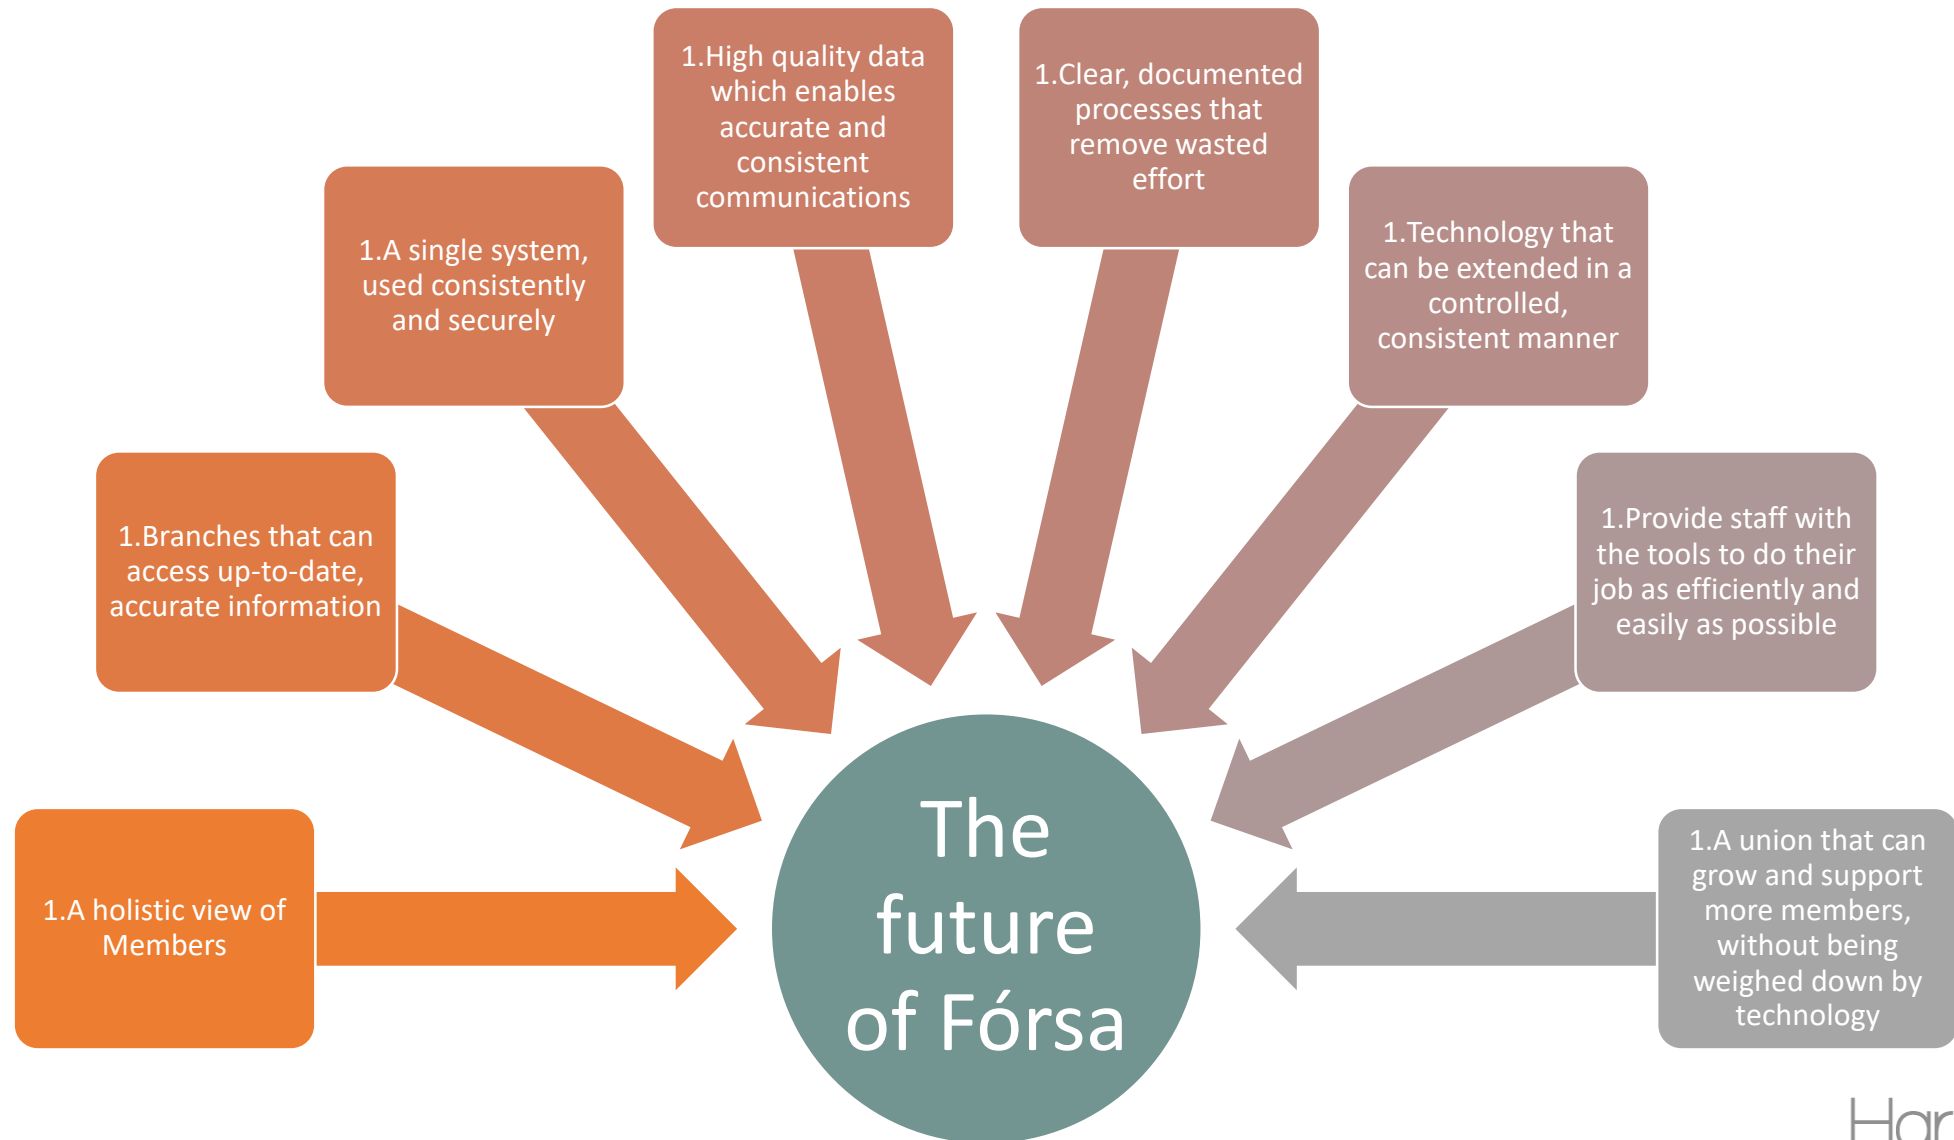 1.A holistic view of
Members
1.Branches that can
access up-to-date,
accurate information
1.A single system,
used consistently
and securely
1.High quality data
which enables
accurate and
consistent
communications
1.Clear, documented
processes that
remove wasted
effort
1.Technology that
can be extended in a
controlled,
consistent manner
1.Provide staff with
the tools to do their
job as efficiently and
easily as possible
1.A union that can
grow and support
more members,
without being
weighed down by
technology
The
future
of Fórsa